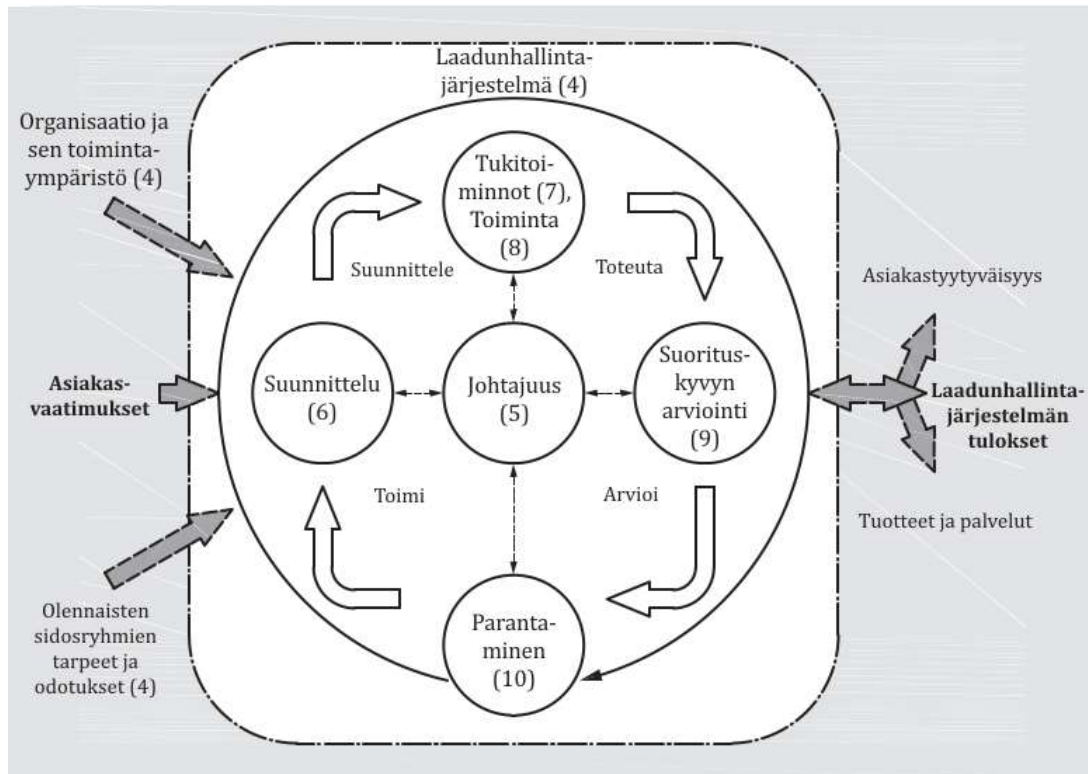 Laadunhallinta-
järjestelmä (4)
Organisaatio ja
sen toiminta-
ympäristö (4)
Tukitoi-
minnot (7),
Toiminta
(8)
Suunnittele
Toteuta
Asiakastyytyväisyys
Asiakas-
vaatimukset
Suunnittelu
(6)
Johtajuus
(5)
Suoritus-
kyvyn
arviointi
(9)
Laadunhallinta-
järjestelmän
tulokset
Toimi
Arvioi
Tuotteet ja palvelut
Olennaisten
sidosryhmien
tarpeet ja
odotukset (4)
Paranta-
minen
(10)